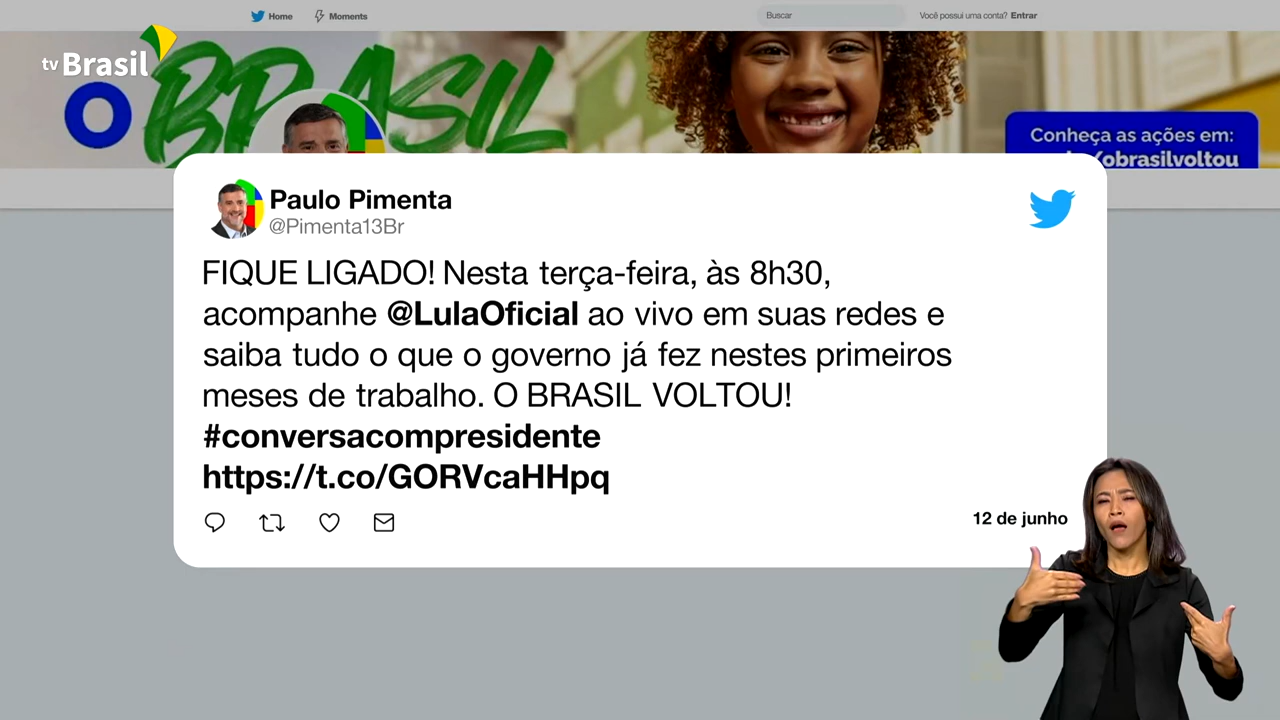 Home
Moments
Buscar
Você possui uma conta? Entrar
tv Brasil
O BRASIL
Conheça as ações em:
/obrasilvoltou
Paulo Pimenta
@Pimenta13Br
FIQUE LIGADO! Nesta terça-feira, às 8h30,
acompanhe @LulaOficial ao vivo em suas redes e
saiba tudo o que o governo já fez nestes primeiros
meses de trabalho. O BRASIL VOLTOU!
#conversacompresidente
https://t.co/GORVcaHHpq
12 de junho